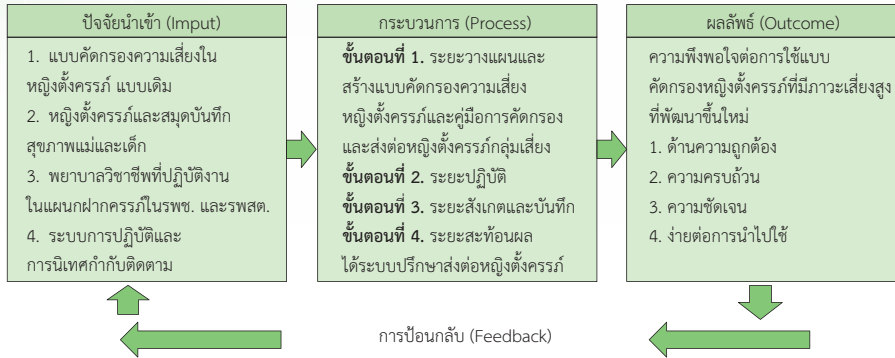 ปัจจัยนำเข้า (Imput)
1. แบบคัดกรองความเสี่ยงใน
หญิงตั้งครรภ์ แบบเดิม
2. หญิงตั้งครรภ์และสมุดบันทึก
สุขภาพแม่และเด็ก
3. พยาบาลวิชาชีพที่ปฏิบัติงาน
ในแผนกฝากครรภ์ในรพช. และรพสต.
4. ระบบการปฏิบัติและ
การนิเทศกำกับติดตาม
กระบวนการ (Process)
ขั้นตอนที่ 1. ระยะวางแผนและ
สร้างแบบคัดกรองความเสี่ยง
หญิงตั้งครรภ์และคู่มือการคัดกรอง
และส่งต่อหญิงตั้งครรภ์กลุ่มเสี่ยง
ขั้นตอนที่ 2. ระยะปฏิบัติ
ขั้นตอนที่ 3. ระยะสังเกตและบันทึก
ขั้นตอนที่ 4. ระยะสะท้อนผล
ได้ระบบปรึกษาส่งต่อหญิงตั้งครรภ์
ผลลัพธ์ (Outcome)
ความพึงพอใจต่อการใช้แบบ
คัดกรองหญิงตั้งครรภ์ที่มีภาวะเสี่ยงสูง
ที่พัฒนาขึ้นใหม่
1. ด้านความถูกต้อง
2. ความครบถ้วน
3. ความชัดเจน
4. ง่ายต่อการนำไปใช้
การป้อนกลับ (Feedback)